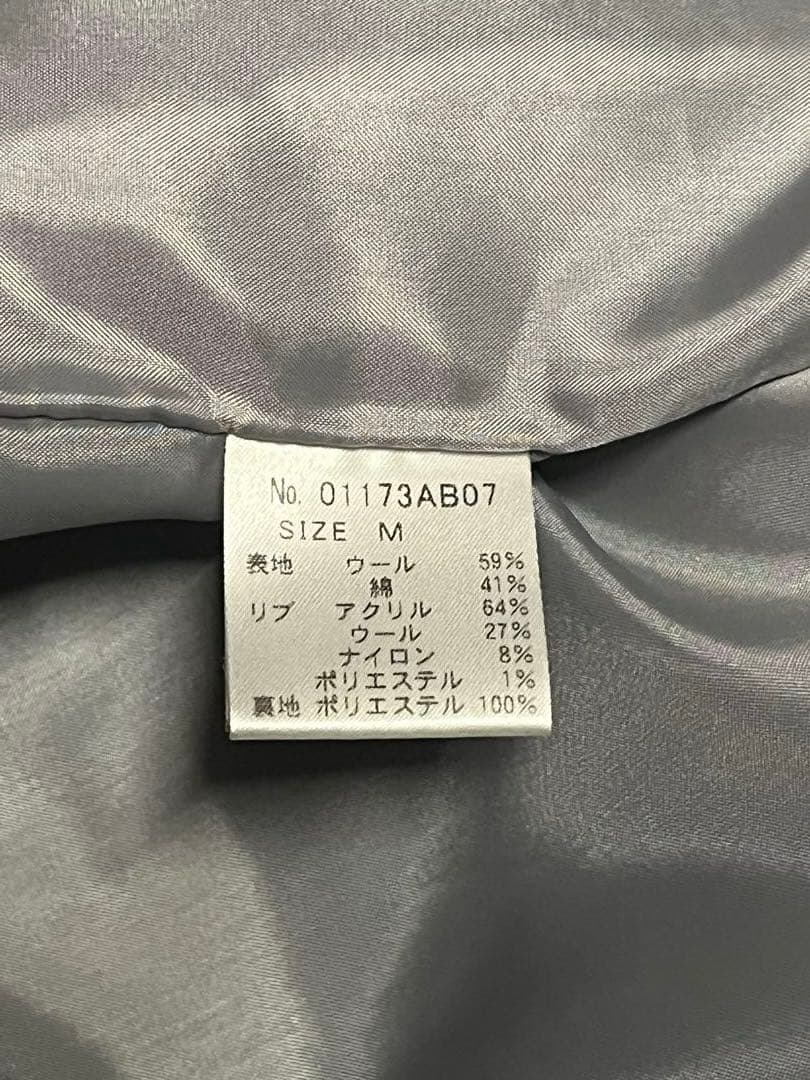 No. 01173AB07
SIZE M
表地 ウール 59%
綿 41%
リブ アクリル 64%
ウール 27%
ナイロン 8%
ポリエステル 1%
裏地 ポリエステル 100%